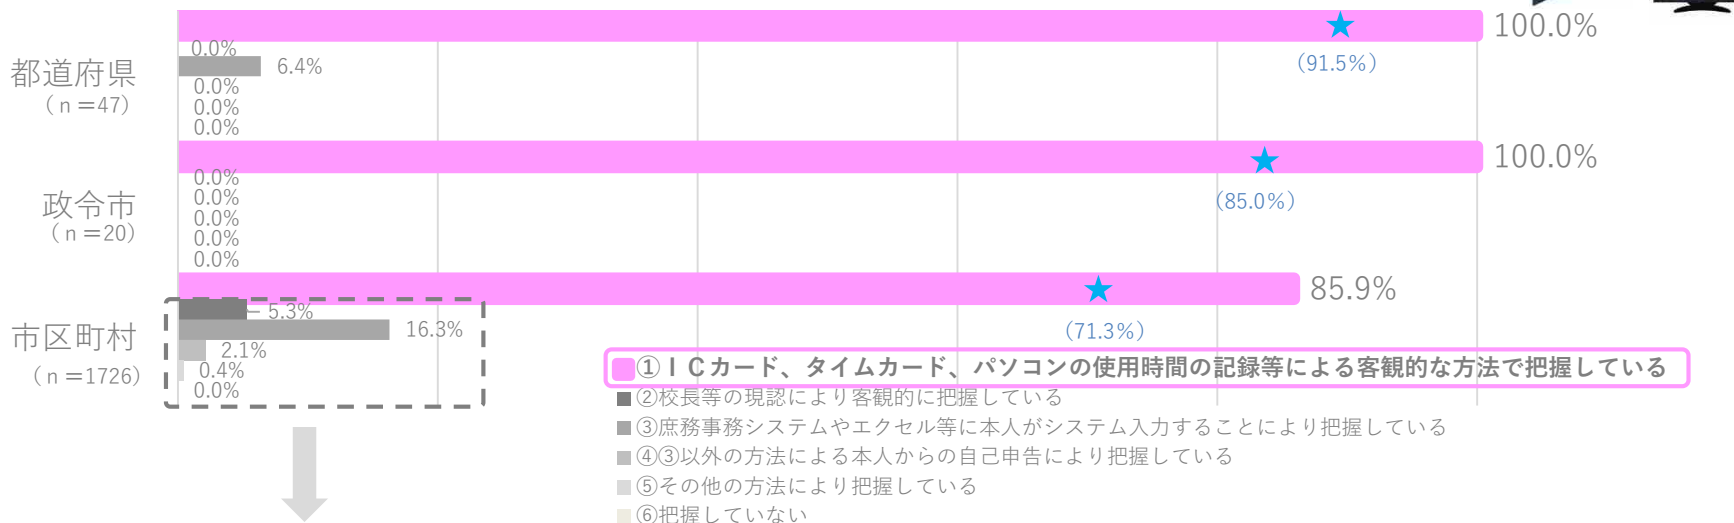 100.0%
0.0%
都道府県
6.4%
（91.5％）
0.0%
（ｎ＝47）
0.0%
0.0%
100.0%
0.0%
0.0%
政令市
（85.0％）
0.0%
（ｎ＝20）
0.0%
0.0%
85.9%
5.3%
市区町村
16.3%
（71.3％）
2.1%
（ｎ＝1726）
0.4%
0.0%
①ＩＣカード、タイムカード、パソコンの使用時間の記録等による客観的な方法で把握している
②校長等の現認により客観的に把握している
③庶務事務システムやエクセル等に本人がシステム入力することにより把握している
④③以外の方法による本人からの自己申告により把握している
⑤その他の方法により把握している
⑥把握していない